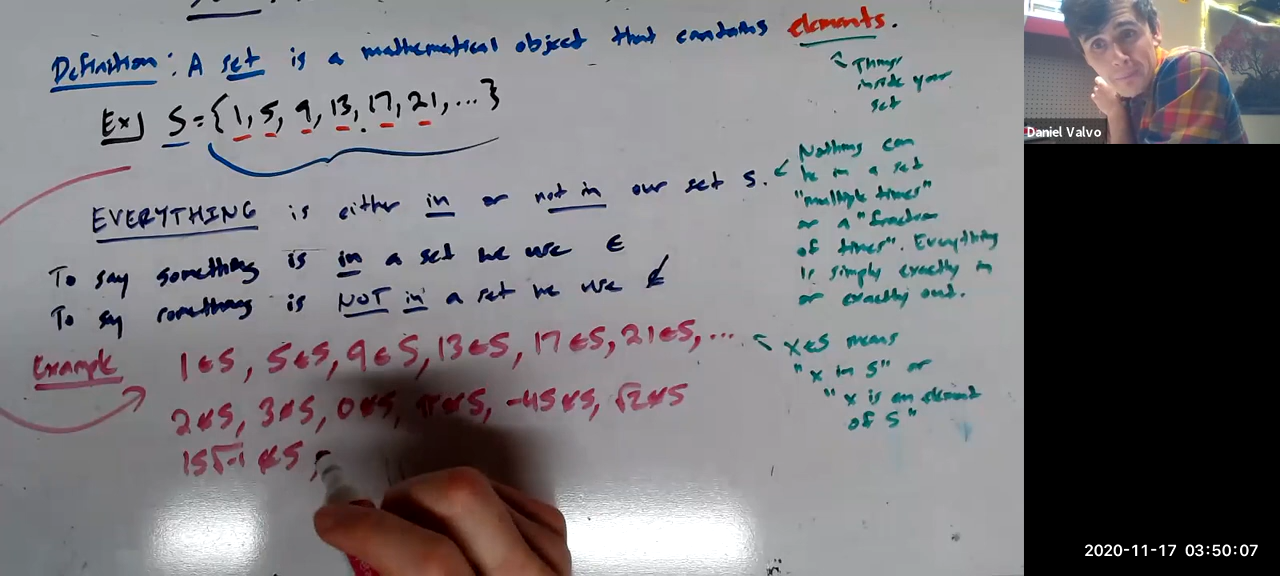 Definition: A set is a mathematical object that contains elements.
Things
inside your
set
Ex] S={1, 5, 9, 13, 17, 21, ...}
EVERYTHING is either in or not in our set S.
Nothing can
be in a set
"multiple times"
or a "fraction
of times". Everything
is simply exactly in
or exactly out.
To say something is in a set we use ∈
To say something is NOT in a set we use ∉
Example
1∈S, 5∈S, 9∈S, 13∈S, 17∈S, 21∈S, ...
x∈S means
"x in S" or
"x is an element
of S"
2∉S, 3∉S, 0∉S, π∉S, -45∉S, √2∉S
15√-1 ∉S,
Daniel Valvo
2020-11-17 03:50:07